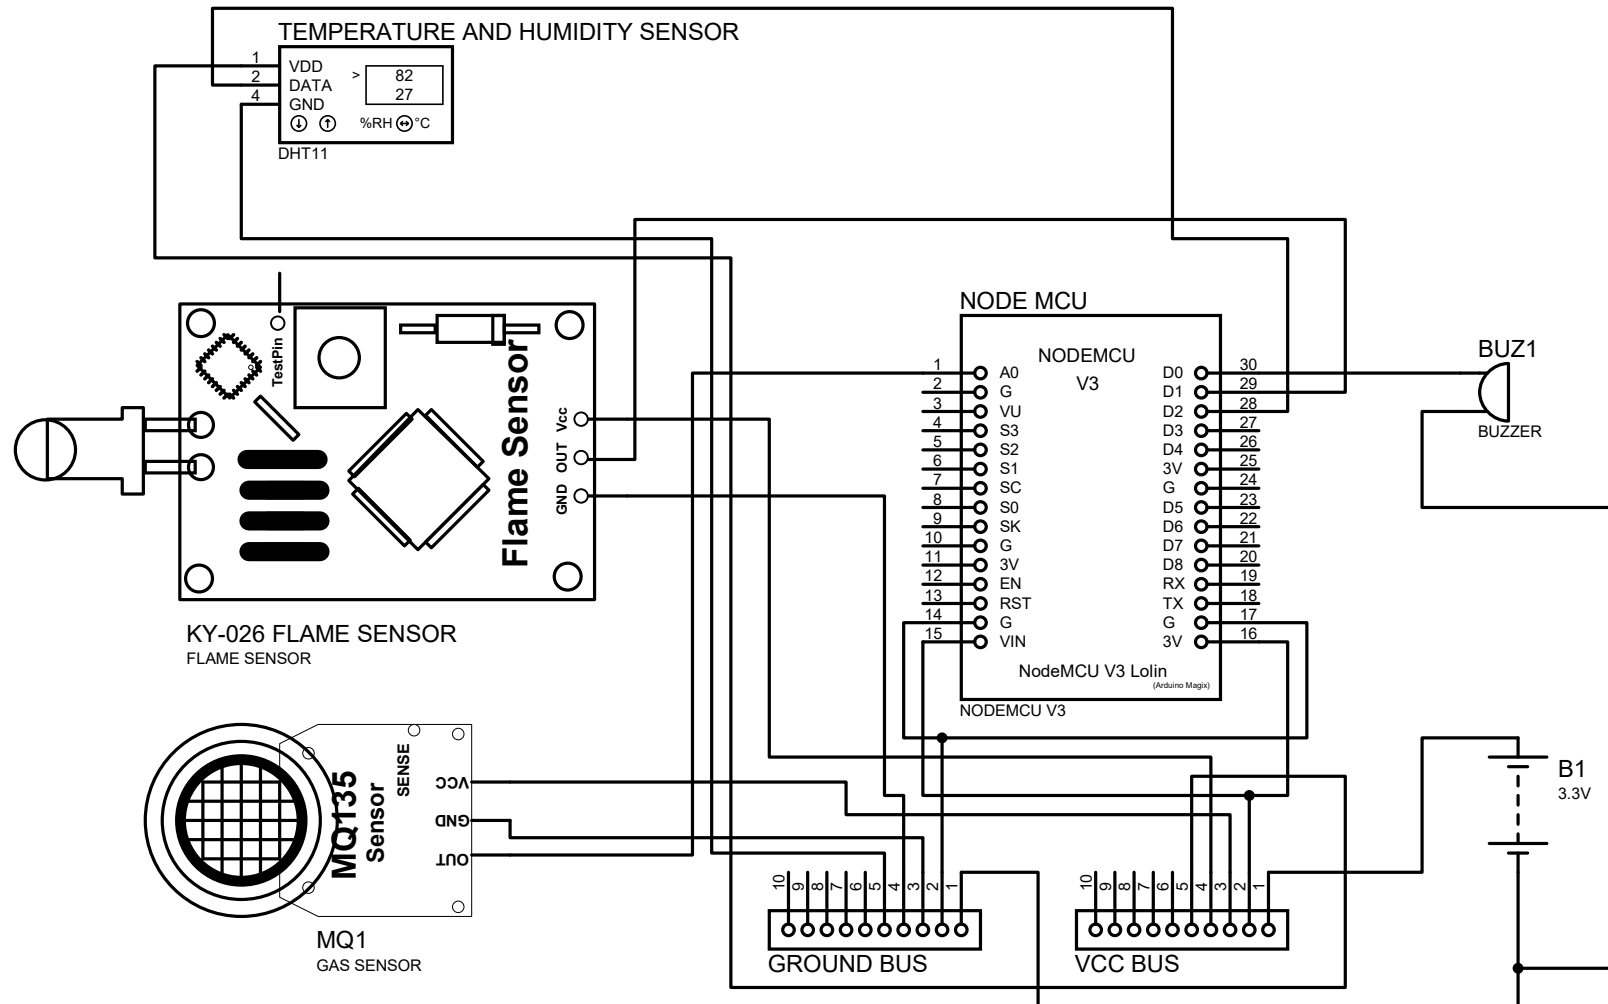 TEMPERATURE AND HUMIDITY SENSOR
1 VDD
2 DATA
4 GND
> 82
27
%RH °C
DHT11
TestPin
Flame Sensor
Vcc
OUT
GND
KY-026 FLAME SENSOR
FLAME SENSOR
NODE MCU
NODEMCU
V3
1 A0 D0 30
2 G D1 29
3 VU D2 28
4 S3 D3 27
5 S2 D4 26
6 S1 3V 25
7 SC G 24
8 S0 D5 23
9 SK D6 22
10 G D7 21
11 3V D8 20
12 EN RX 19
13 RST TX 18
14 G G 17
15 VIN 3V 16
NodeMCU V3 Lolin
(Arduino Magix)
NODEMCU V3
BUZ1
BUZZER
MQ135
Sensor
SENSE
VCC
GND
OUT
MQ1
GAS SENSOR
B1
3.3V
10 9 8 7 6 5 4 3 2 1
GROUND BUS
10 9 8 7 6 5 4 3 2 1
VCC BUS